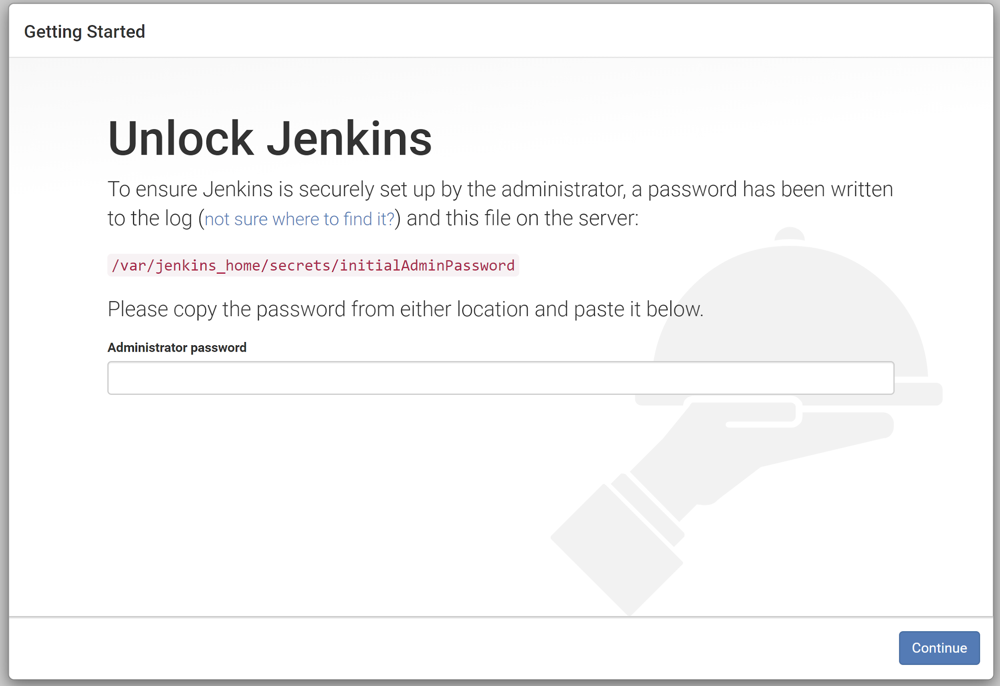 Getting Started
Unlock Jenkins
To ensure Jenkins is securely set up by the administrator, a password has been written
to the log (not sure where to find it?) and this file on the server:
/var/jenkins_home/secrets/initialAdminPassword
Please copy the password from either location and paste it below.
Administrator password
Continue